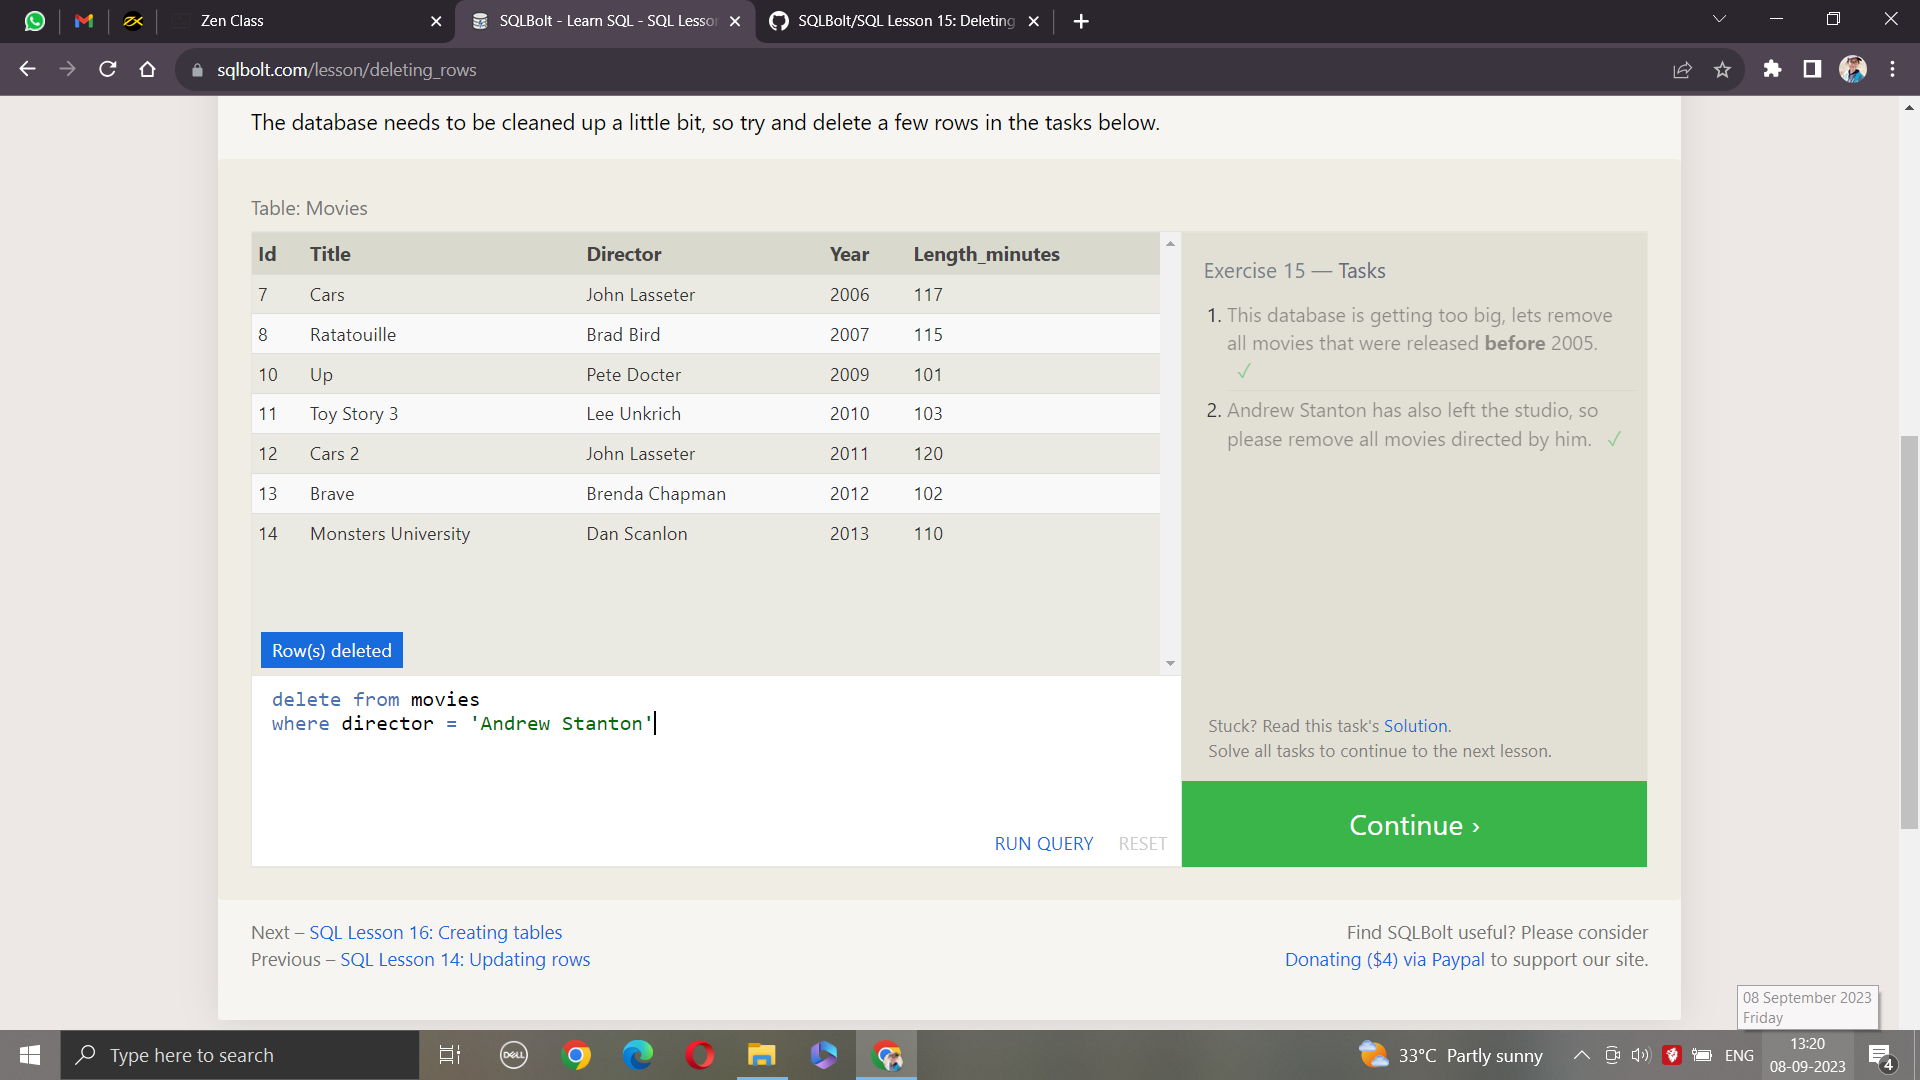 Zen Class
SQLBolt - Learn SQL - SQL Lesso
SQLBolt/SQL Lesson 15: Deleting
sqlbolt.com/lesson/deleting_rows
The database needs to be cleaned up a little bit, so try and delete a few rows in the tasks below.
Table: Movies
Id Title Director Year Length_minutes
7 Cars John Lasseter 2006 117
8 Ratatouille Brad Bird 2007 115
10 Up Pete Docter 2009 101
11 Toy Story 3 Lee Unkrich 2010 103
12 Cars 2 John Lasseter 2011 120
13 Brave Brenda Chapman 2012 102
14 Monsters University Dan Scanlon 2013 110
Row(s) deleted
delete from movies
where director = 'Andrew Stanton'
RUN QUERY RESET
Exercise 15 — Tasks
1. This database is getting too big, lets remove
all movies that were released before 2005.
✓
2. Andrew Stanton has also left the studio, so
please remove all movies directed by him. ✓
Stuck? Read this task's Solution.
Solve all tasks to continue to the next lesson.
Continue ›
Next – SQL Lesson 16: Creating tables
Previous – SQL Lesson 14: Updating rows
Find SQLBolt useful? Please consider
Donating ($4) via Paypal to support our site.
08 September 2023
Friday
Type here to search
DELL
33°C Partly sunny
ENG
13:20
08-09-2023
4